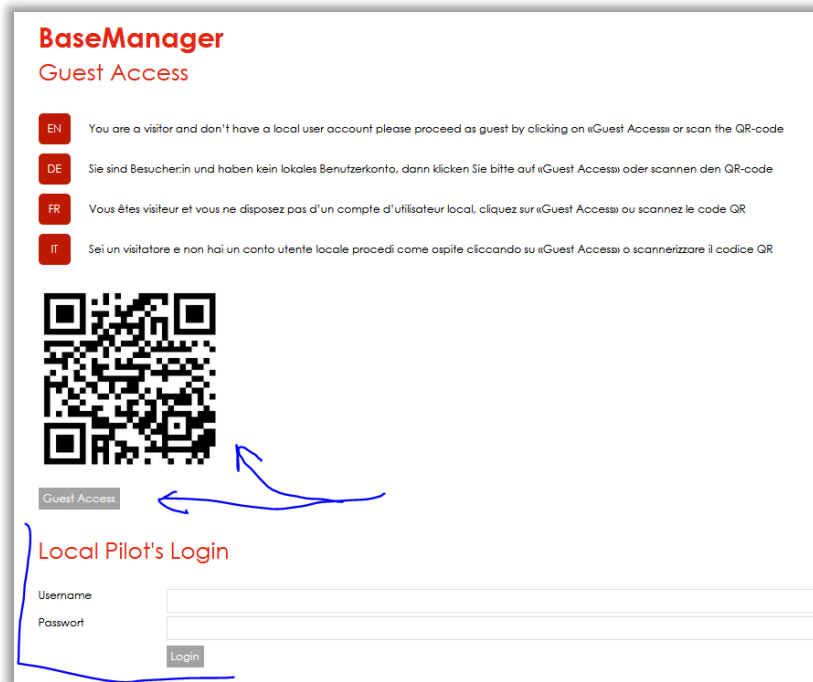 BaseManager
Guest Access
EN You are a visitor and don't have a local user account please proceed as guest by clicking on «Guest Access» or scan the QR-code
DE Sie sind Besucher:in und haben kein lokales Benutzerkonto, dann klicken Sie bitte auf «Guest Access» oder scannen den QR-code
FR Vous êtes visiteur et vous ne disposez pas d'un compte d'utilisateur local, cliquez sur «Guest Access» ou scannez le code QR
IT Sei un visitatore e non hai un conto utente locale procedi come ospite cliccando su «Guest Access» o scannerizzare il codice QR
Guest Access
Local Pilot's Login
Username
Passwort
Login